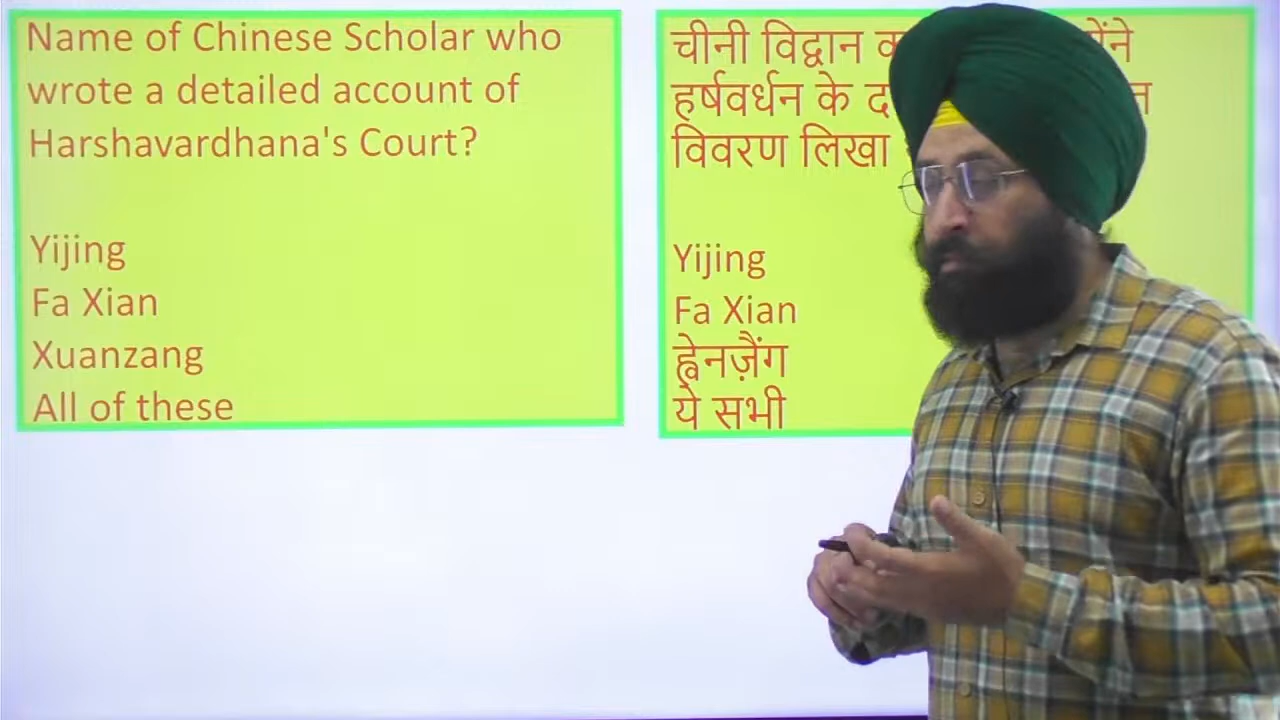 Name of Chinese Scholar who
wrote a detailed account of
Harshavardhana's Court?
Yijing
Fa Xian
Xuanzang
All of these
चीनी विद्वान
हर्षवर्धन के
विवरण लिखा
Yijing
Fa Xian
ह्वेनज़ैंग
ये सभी